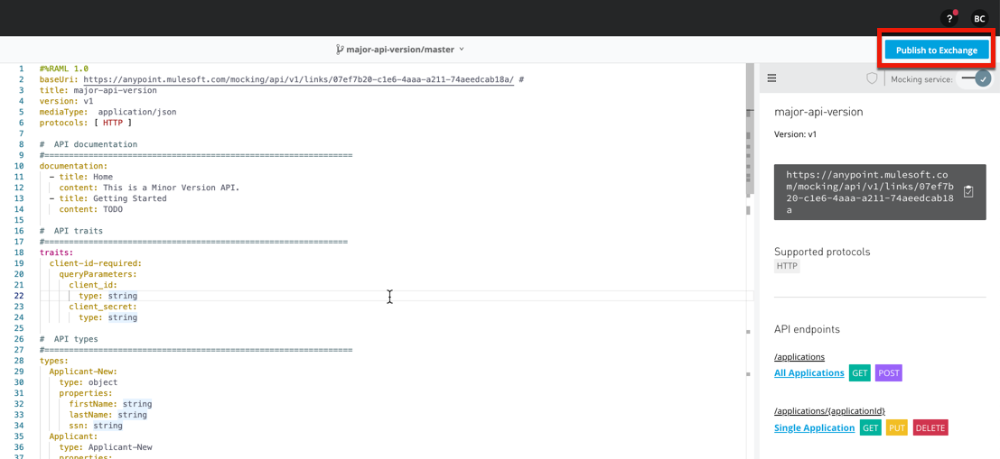 ? BC
major-api-version/master
Publish to Exchange
1 #%RAML 1.0
2 baseUri: https://anypoint.mulesoft.com/mocking/api/v1/links/07ef7b20-c1e6-4aaa-a211-74aeedcab18a/ #
3 title: major-api-version
4 version: v1
5 mediaType:  application/json
6 protocols: [ HTTP ]
7
8 #  API documentation
9 #===============================================================
10 documentation:
11   - title: Home
12     content: This is a Minor Version API.
13   - title: Getting Started
14     content: TODO
15
16 #  API traits
17 #==============================================================
18 traits:
19   client-id-required:
20     queryParameters:
21       client_id:
22         type: string
23       client_secret:
24         type: string
25
26 #  API types
27 #===============================================================
28 types:
29   Applicant-New:
30     type: object
31     properties:
32       firstName: string
33       lastName: string
34       ssn: string
35   Applicant:
36     type: Applicant-New
37     properties:
Mocking service:
major-api-version
Version: v1
https://anypoint.mulesoft.co
m/mocking/api/v1/links/07ef7b
20-c1e6-4aaa-a211-74aeedcab18
a
Supported protocols
HTTP
API endpoints
/applications
All Applications GET POST
/applications/{applicationId}
Single Application GET PUT DELETE